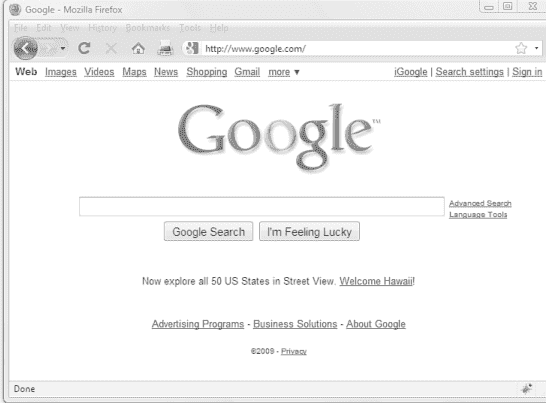 Google - Mozilla Firefox
File Edit View History Bookmarks Tools Help
http://www.google.com/
Web Images Videos Maps News Shopping Gmail more ▼ iGoogle | Search settings | Sign in
Google™
Advanced Search
Language Tools
Google Search I'm Feeling Lucky
Now explore all 50 US States in Street View. Welcome Hawaii!
Advertising Programs - Business Solutions - About Google
©2009 - Privacy
Done